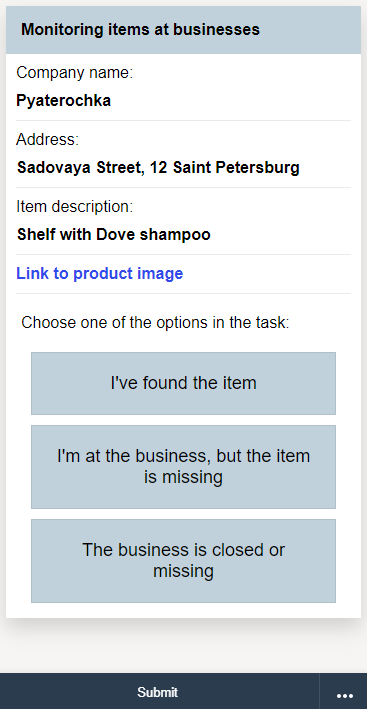 Monitoring items at businesses
Company name:
Pyaterochka
Address:
Sadovaya Street, 12 Saint Petersburg
Item description:
Shelf with Dove shampoo
Link to product image
Choose one of the options in the task:
I've found the item
I'm at the business, but the item
is missing
The business is closed or
missing
Submit